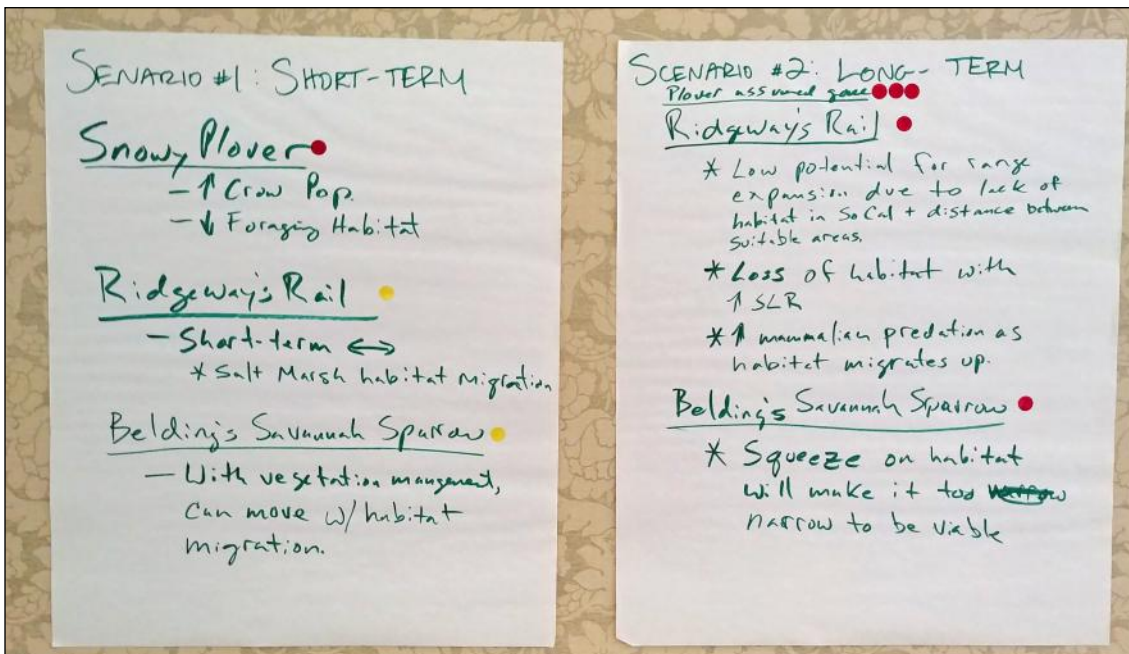 SENARIO #1: SHORT-TERM
Snowy Plover
- ↑ Crow Pop.
- ↓ Foraging Habitat
Ridgeway's Rail
- Short-term ↔
* Salt Marsh habitat migration
Belding's Savannah Sparrow
- With vegetation mangement,
can move w/ habitat
migration.
SCENARIO #2: LONG-TERM
Plover assumed gone
Ridgeway's Rail
* Low potential for range
expansion due to lack of
habitat in SoCal + distance between
suitable areas.
* Loss of habitat with
↑ SLR
* ↑ mammalian predation as
habitat migrates up.
Belding's Savannah Sparrow
* Squeeze on habitat
will make it too
narrow to be viable